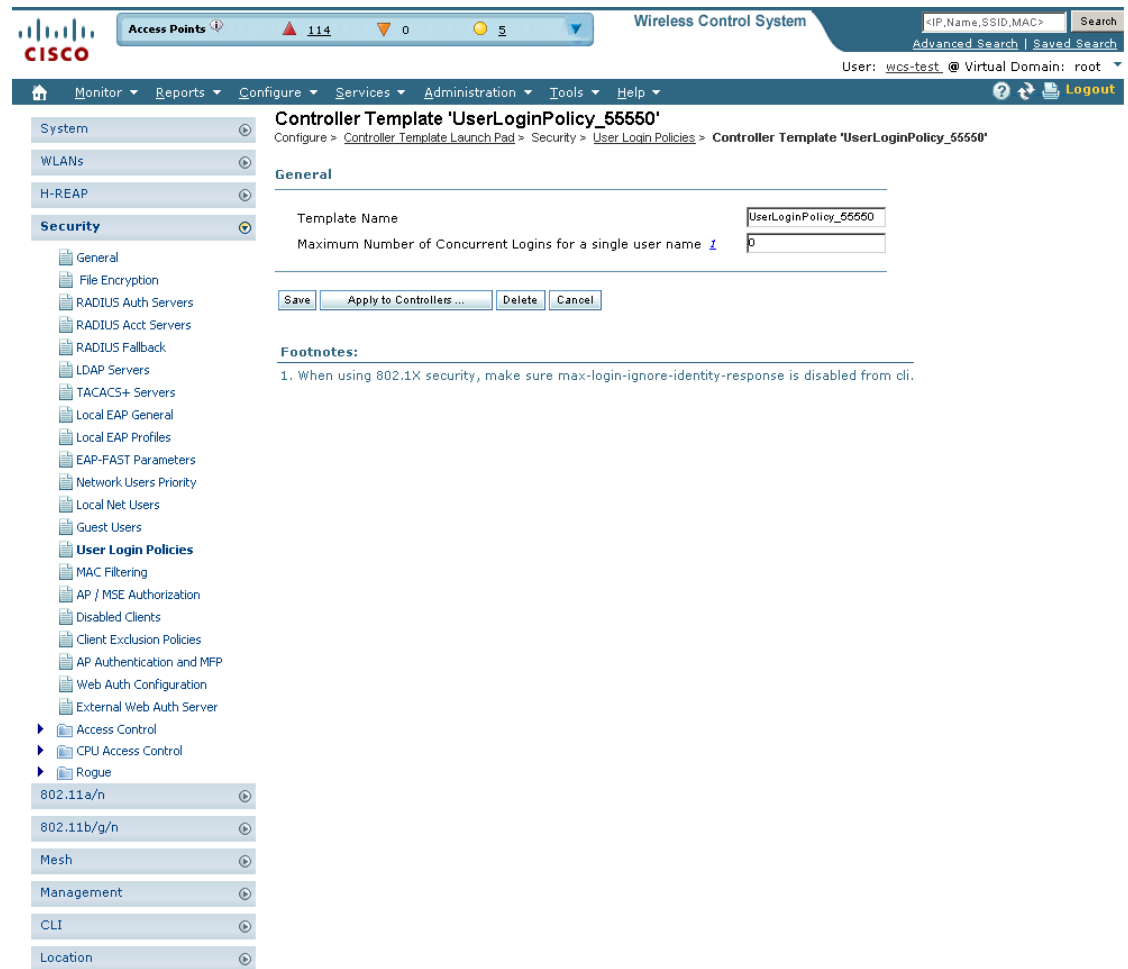 Access Points 114 0 5
Wireless Control System
<IP,Name,SSID,MAC> Search
Advanced Search | Saved Search
CISCO
User: wcs-test @ Virtual Domain: root
Monitor Reports Configure Services Administration Tools Help Logout
System
WLANs
H-REAP
Security
General
File Encryption
RADIUS Auth Servers
RADIUS Acct Servers
RADIUS Fallback
LDAP Servers
TACACS+ Servers
Local EAP General
Local EAP Profiles
EAP-FAST Parameters
Network Users Priority
Local Net Users
Guest Users
User Login Policies
MAC Filtering
AP / MSE Authorization
Disabled Clients
Client Exclusion Policies
AP Authentication and MFP
Web Auth Configuration
External Web Auth Server
Access Control
CPU Access Control
Rogue
802.11a/n
802.11b/g/n
Mesh
Management
CLI
Location
Controller Template 'UserLoginPolicy_55550'
Configure > Controller Template Launch Pad > Security > User Login Policies > Controller Template 'UserLoginPolicy_55550'
General
Template Name UserLoginPolicy_55550
Maximum Number of Concurrent Logins for a single user name 1 0
Save Apply to Controllers ... Delete Cancel
Footnotes:
1. When using 802.1X security, make sure max-login-ignore-identity-response is disabled from cli.